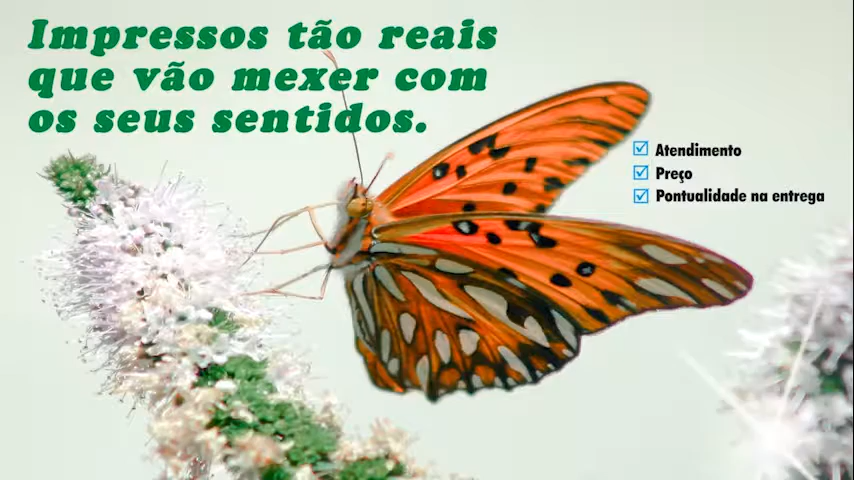 Impressos tão reais
que vão mexer com
os seus sentidos.
Atendimento
Preço
Pontualidade na entrega